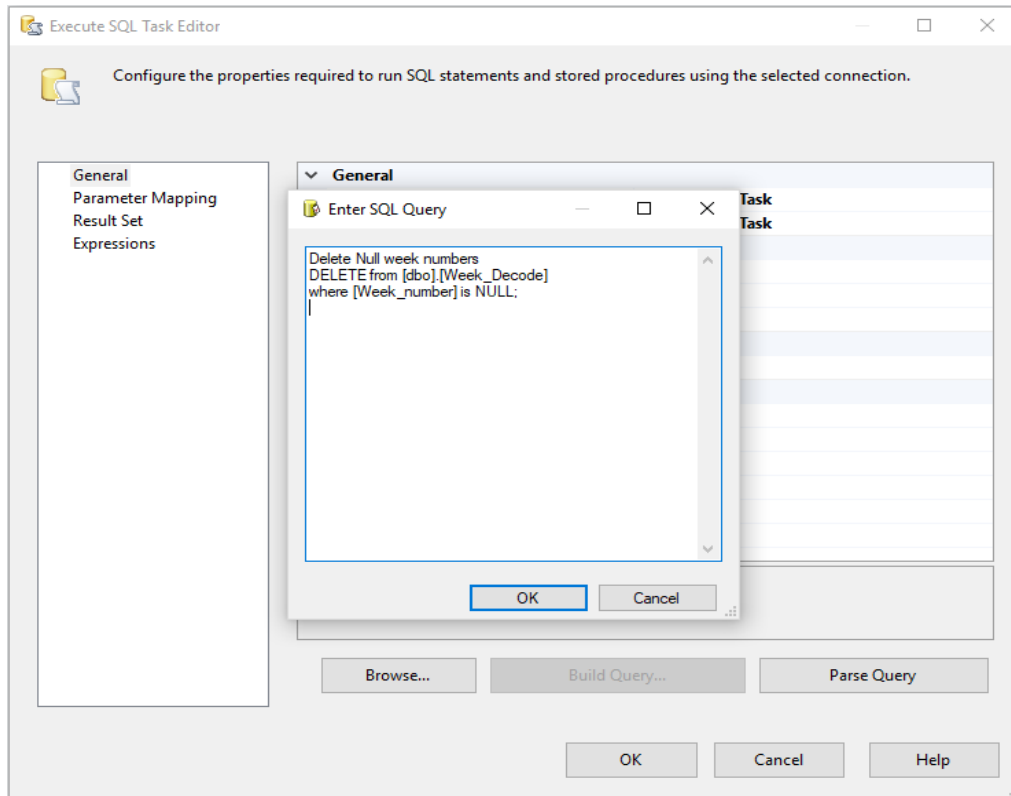 Execute SQL Task Editor
Configure the properties required to run SQL statements and stored procedures using the selected connection.
General
Parameter Mapping
Result Set
Expressions
General
Task
Task
Enter SQL Query
Delete Null week numbers
DELETE from [dbo].[Week_Decode]
where [Week_number] is NULL;
OK
Cancel
Browse...
Build Query...
Parse Query
OK
Cancel
Help